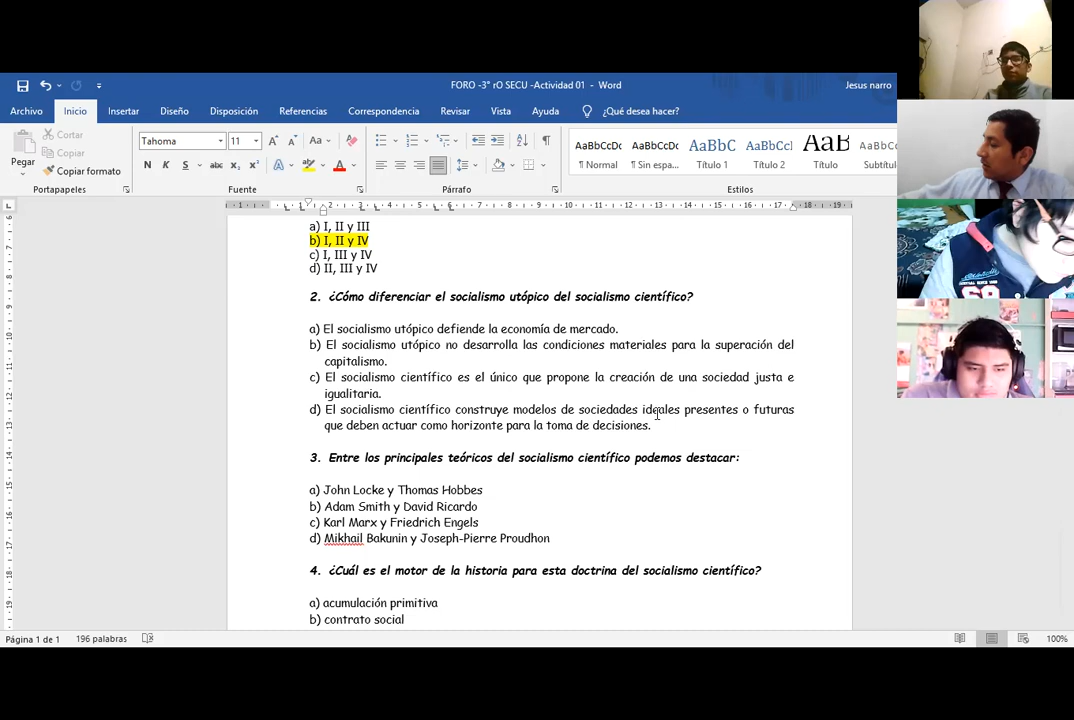 FORO -3° rO SECU -Actividad 01 - Word
Jesus narro
Archivo Inicio Insertar Diseño Disposición Referencias Correspondencia Revisar Vista Ayuda ¿Qué desea hacer?
Cortar
Copiar
Copiar formato
Pegar
Portapapeles
Tahoma 11
Aa
N K S abc x₂ x² A
Fuente
Párrafo
AaBbCcDc AaBbCcDc AaBbC AaBbCcl AaB AaBbCc
¶ Normal ¶ Sin espa... Título 1 Título 2 Título Subtítul
Estilos
a) I, II y III
b) I, II y IV
c) I, III y IV
d) II, III y IV
2. ¿Cómo diferenciar el socialismo utópico del socialismo científico?
a) El socialismo utópico defiende la economía de mercado.
b) El socialismo utópico no desarrolla las condiciones materiales para la superación del
capitalismo.
c) El socialismo científico es el único que propone la creación de una sociedad justa e
igualitaria.
d) El socialismo científico construye modelos de sociedades ideales presentes o futuras
que deben actuar como horizonte para la toma de decisiones.
3. Entre los principales teóricos del socialismo científico podemos destacar:
a) John Locke y Thomas Hobbes
b) Adam Smith y David Ricardo
c) Karl Marx y Friedrich Engels
d) Mikhail Bakunin y Joseph-Pierre Proudhon
4. ¿Cuál es el motor de la historia para esta doctrina del socialismo científico?
a) acumulación primitiva
b) contrato social
Página 1 de 1 196 palabras
100%